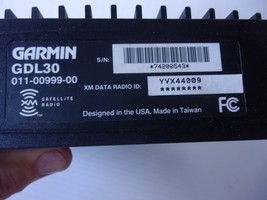 GARMIN
GDL30
011-00999-00
S/N:
*74200543*
XM SATELLITE RADIO
XM DATA RADIO ID:
YVX44009
********
FC
Designed in the USA, Made in Taiwan